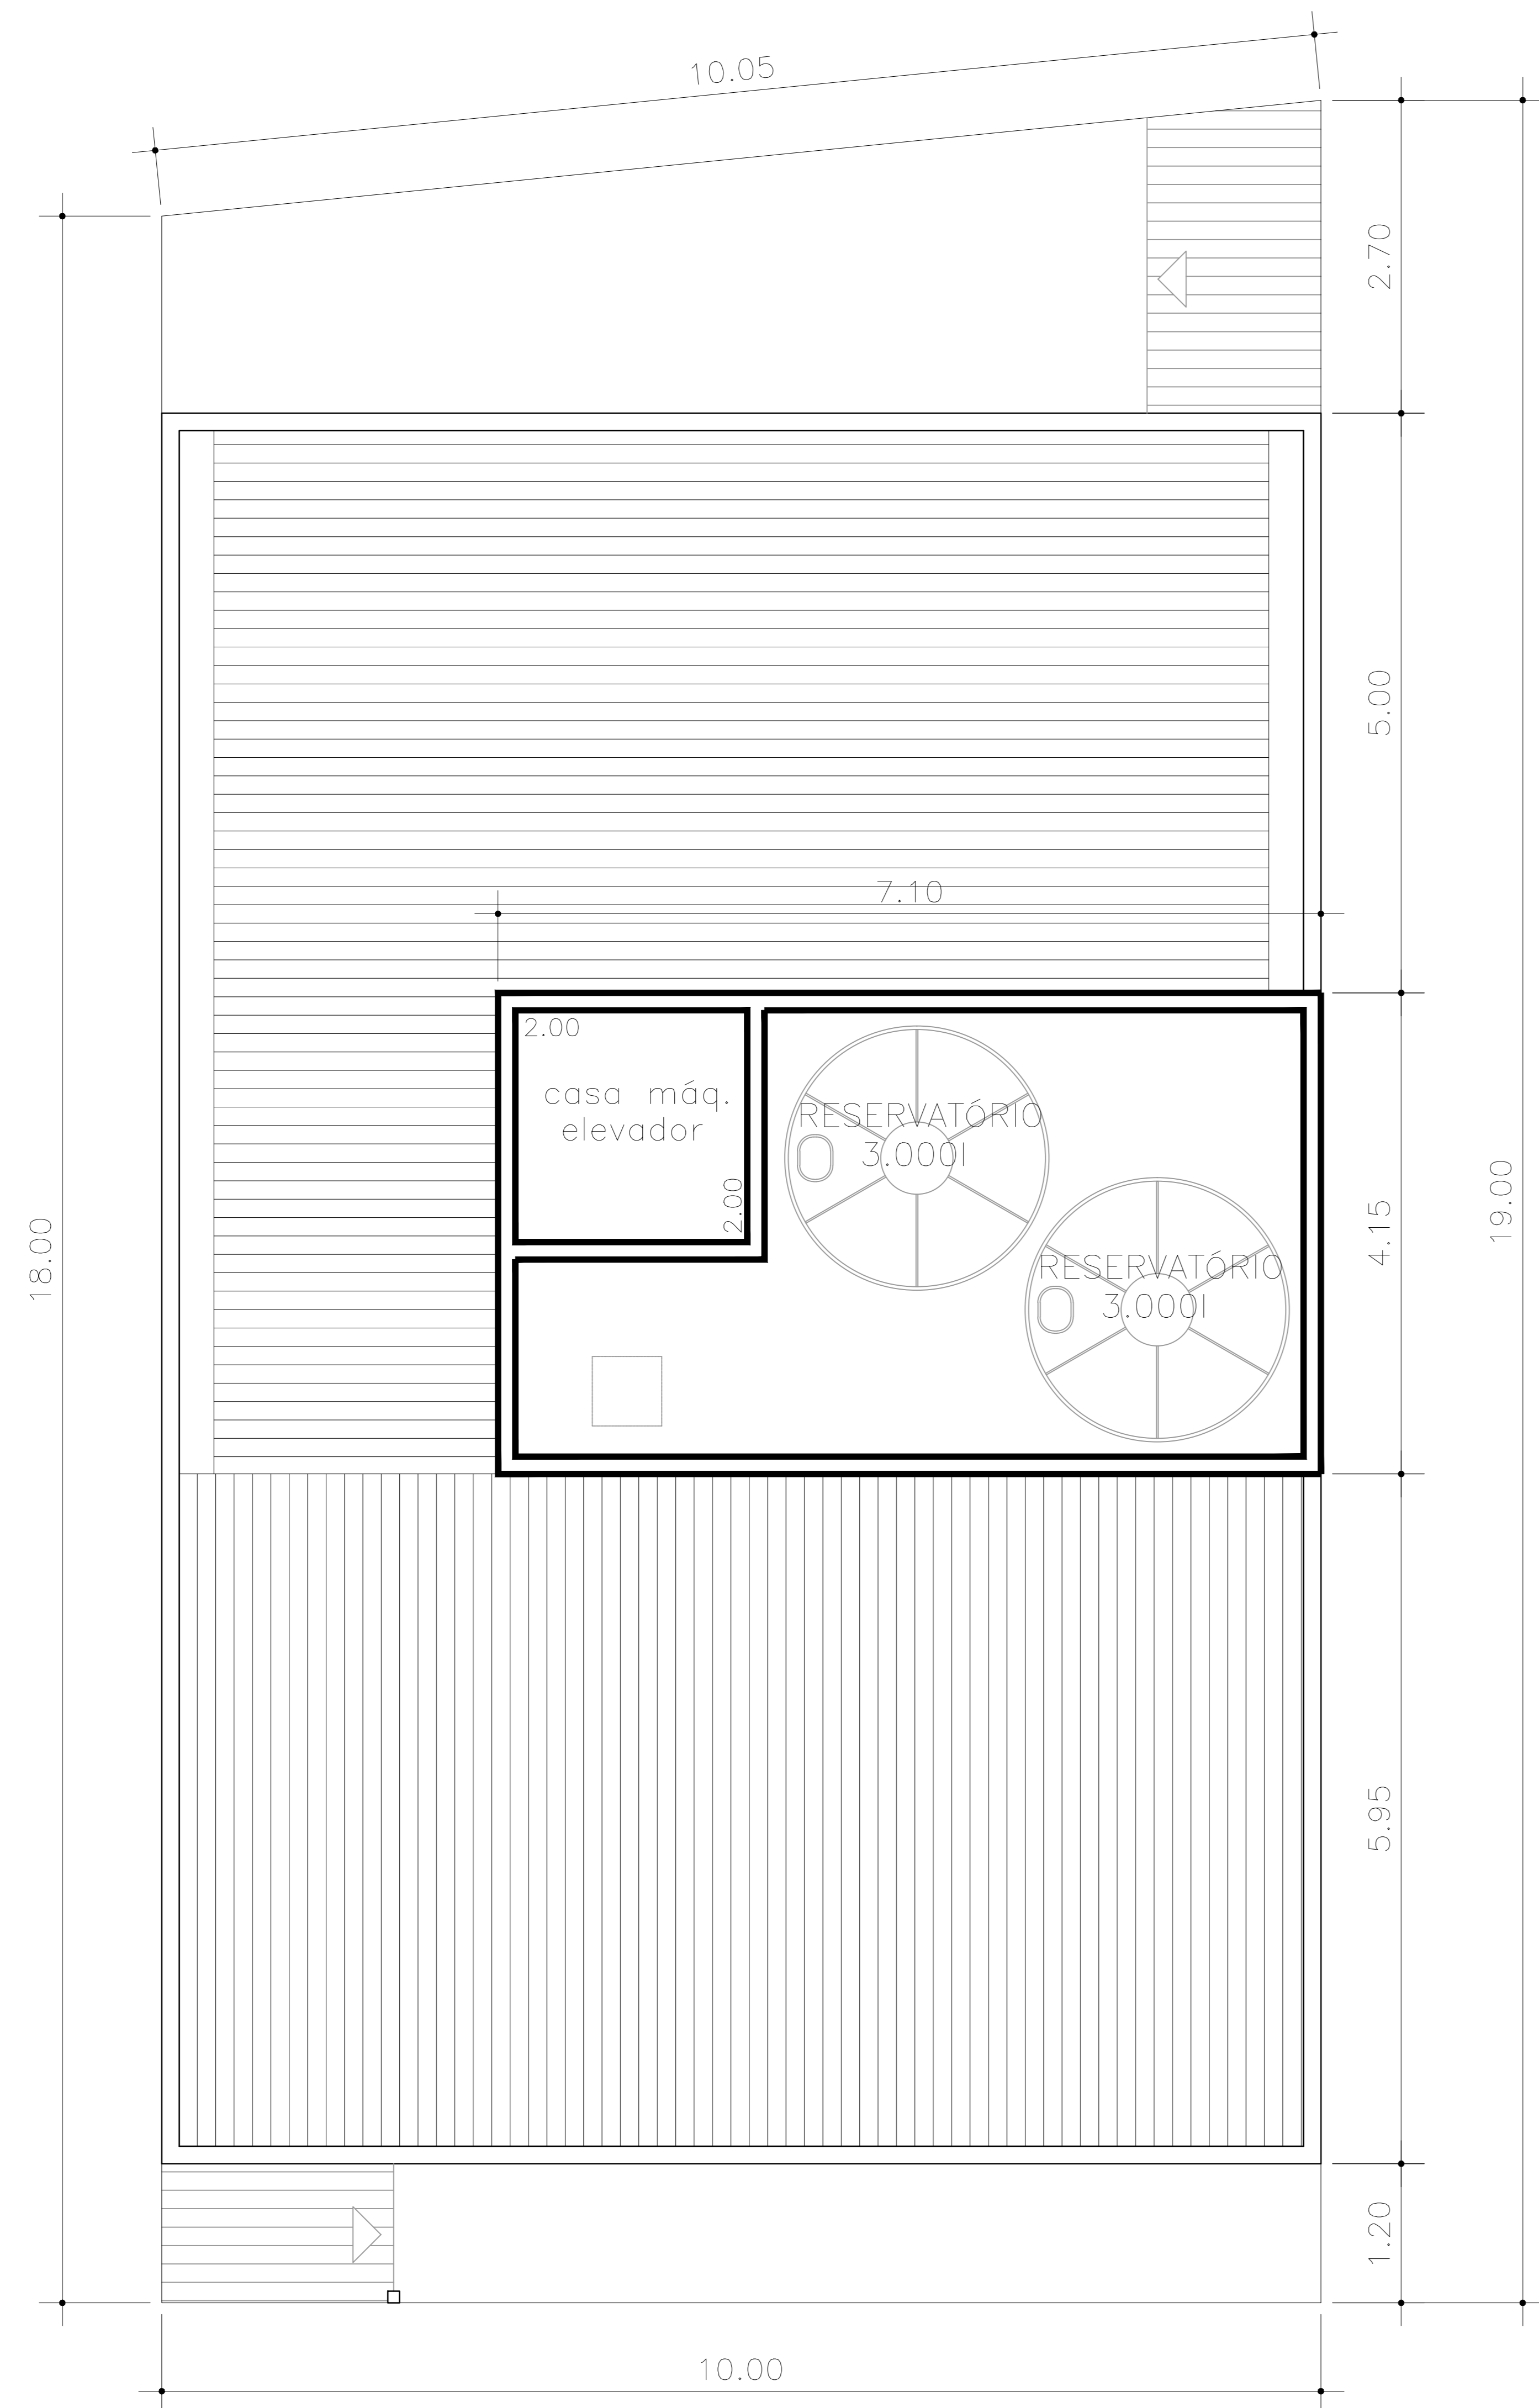 10.05
2.70
5.00
7.10
2.00
casa máq.
elevador
2.00
RESERVATÓRIO
3.000l
RESERVATÓRIO
3.000l
18.00
4.15
19.00
5.95
1.20
10.00